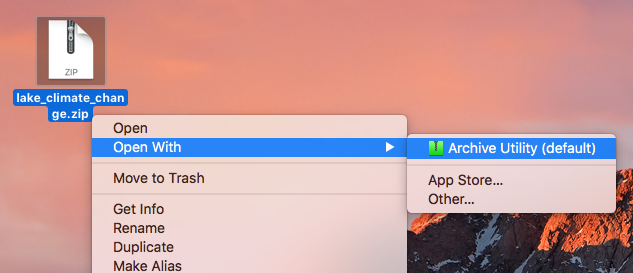 ZIP
lake_climate_chan
ge.zip
Open
Open With
Archive Utility (default)
App Store...
Other...
Move to Trash
Get Info
Rename
Duplicate
Make Alias